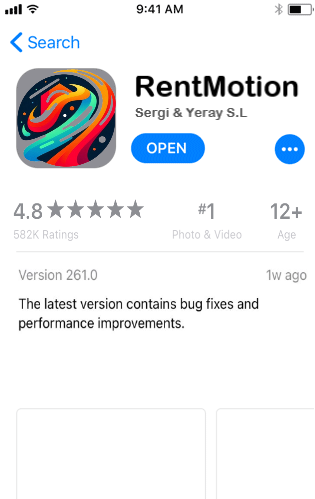 9:41 AM
Search
RentMotion
Sergi & Yeray S.L
OPEN
4.8
#1
12+
582K Ratings
Photo & Video
Age
Version 261.0
1w ago
The latest version contains bug fixes and
performance improvements.